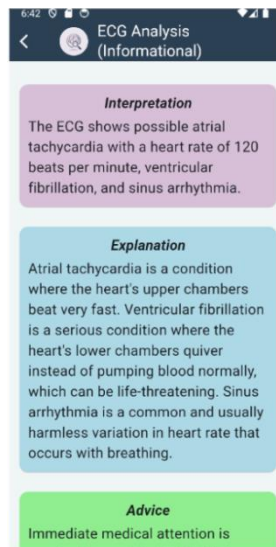 6:42
ECG Analysis
(Informational)
Interpretation
The ECG shows possible atrial
tachycardia with a heart rate of 120
beats per minute, ventricular
fibrillation, and sinus arrhythmia.
Explanation
Atrial tachycardia is a condition
where the heart's upper chambers
beat very fast. Ventricular fibrillation
is a serious condition where the
heart's lower chambers quiver
instead of pumping blood normally,
which can be life-threatening. Sinus
arrhythmia is a common and usually
harmless variation in heart rate that
occurs with breathing.
Advice
Immediate medical attention is